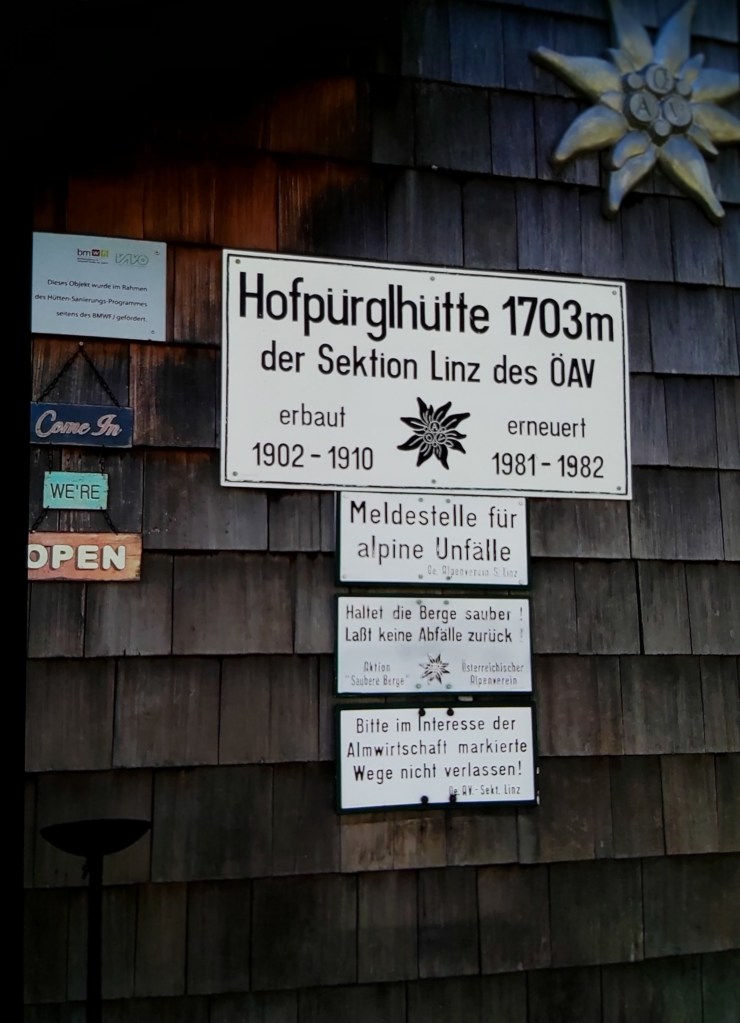 Hofpürglhütte 1703m
der Sektion Linz des ÖAV
erbaut
1902 - 1910
erneuert
1981 - 1982
Meldestelle für
alpine Unfälle
Oe. Alpenverein S. Linz
Haltet die Berge sauber !
Laßt keine Abfälle zurück !
Aktion
"Saubere Berge"
Österreichischer
Alpenverein
Bitte im Interesse der
Almwirtschaft markierte
Wege nicht verlassen!
Oe. AV.- Sekt. Linz
Dieses Objekt wurde im Rahmen
des Hütten-Sanierungs-Programmes
seitens des BMWFJ gefördert.
VAVÖ
Come In
WE'RE
OPEN
O
A V